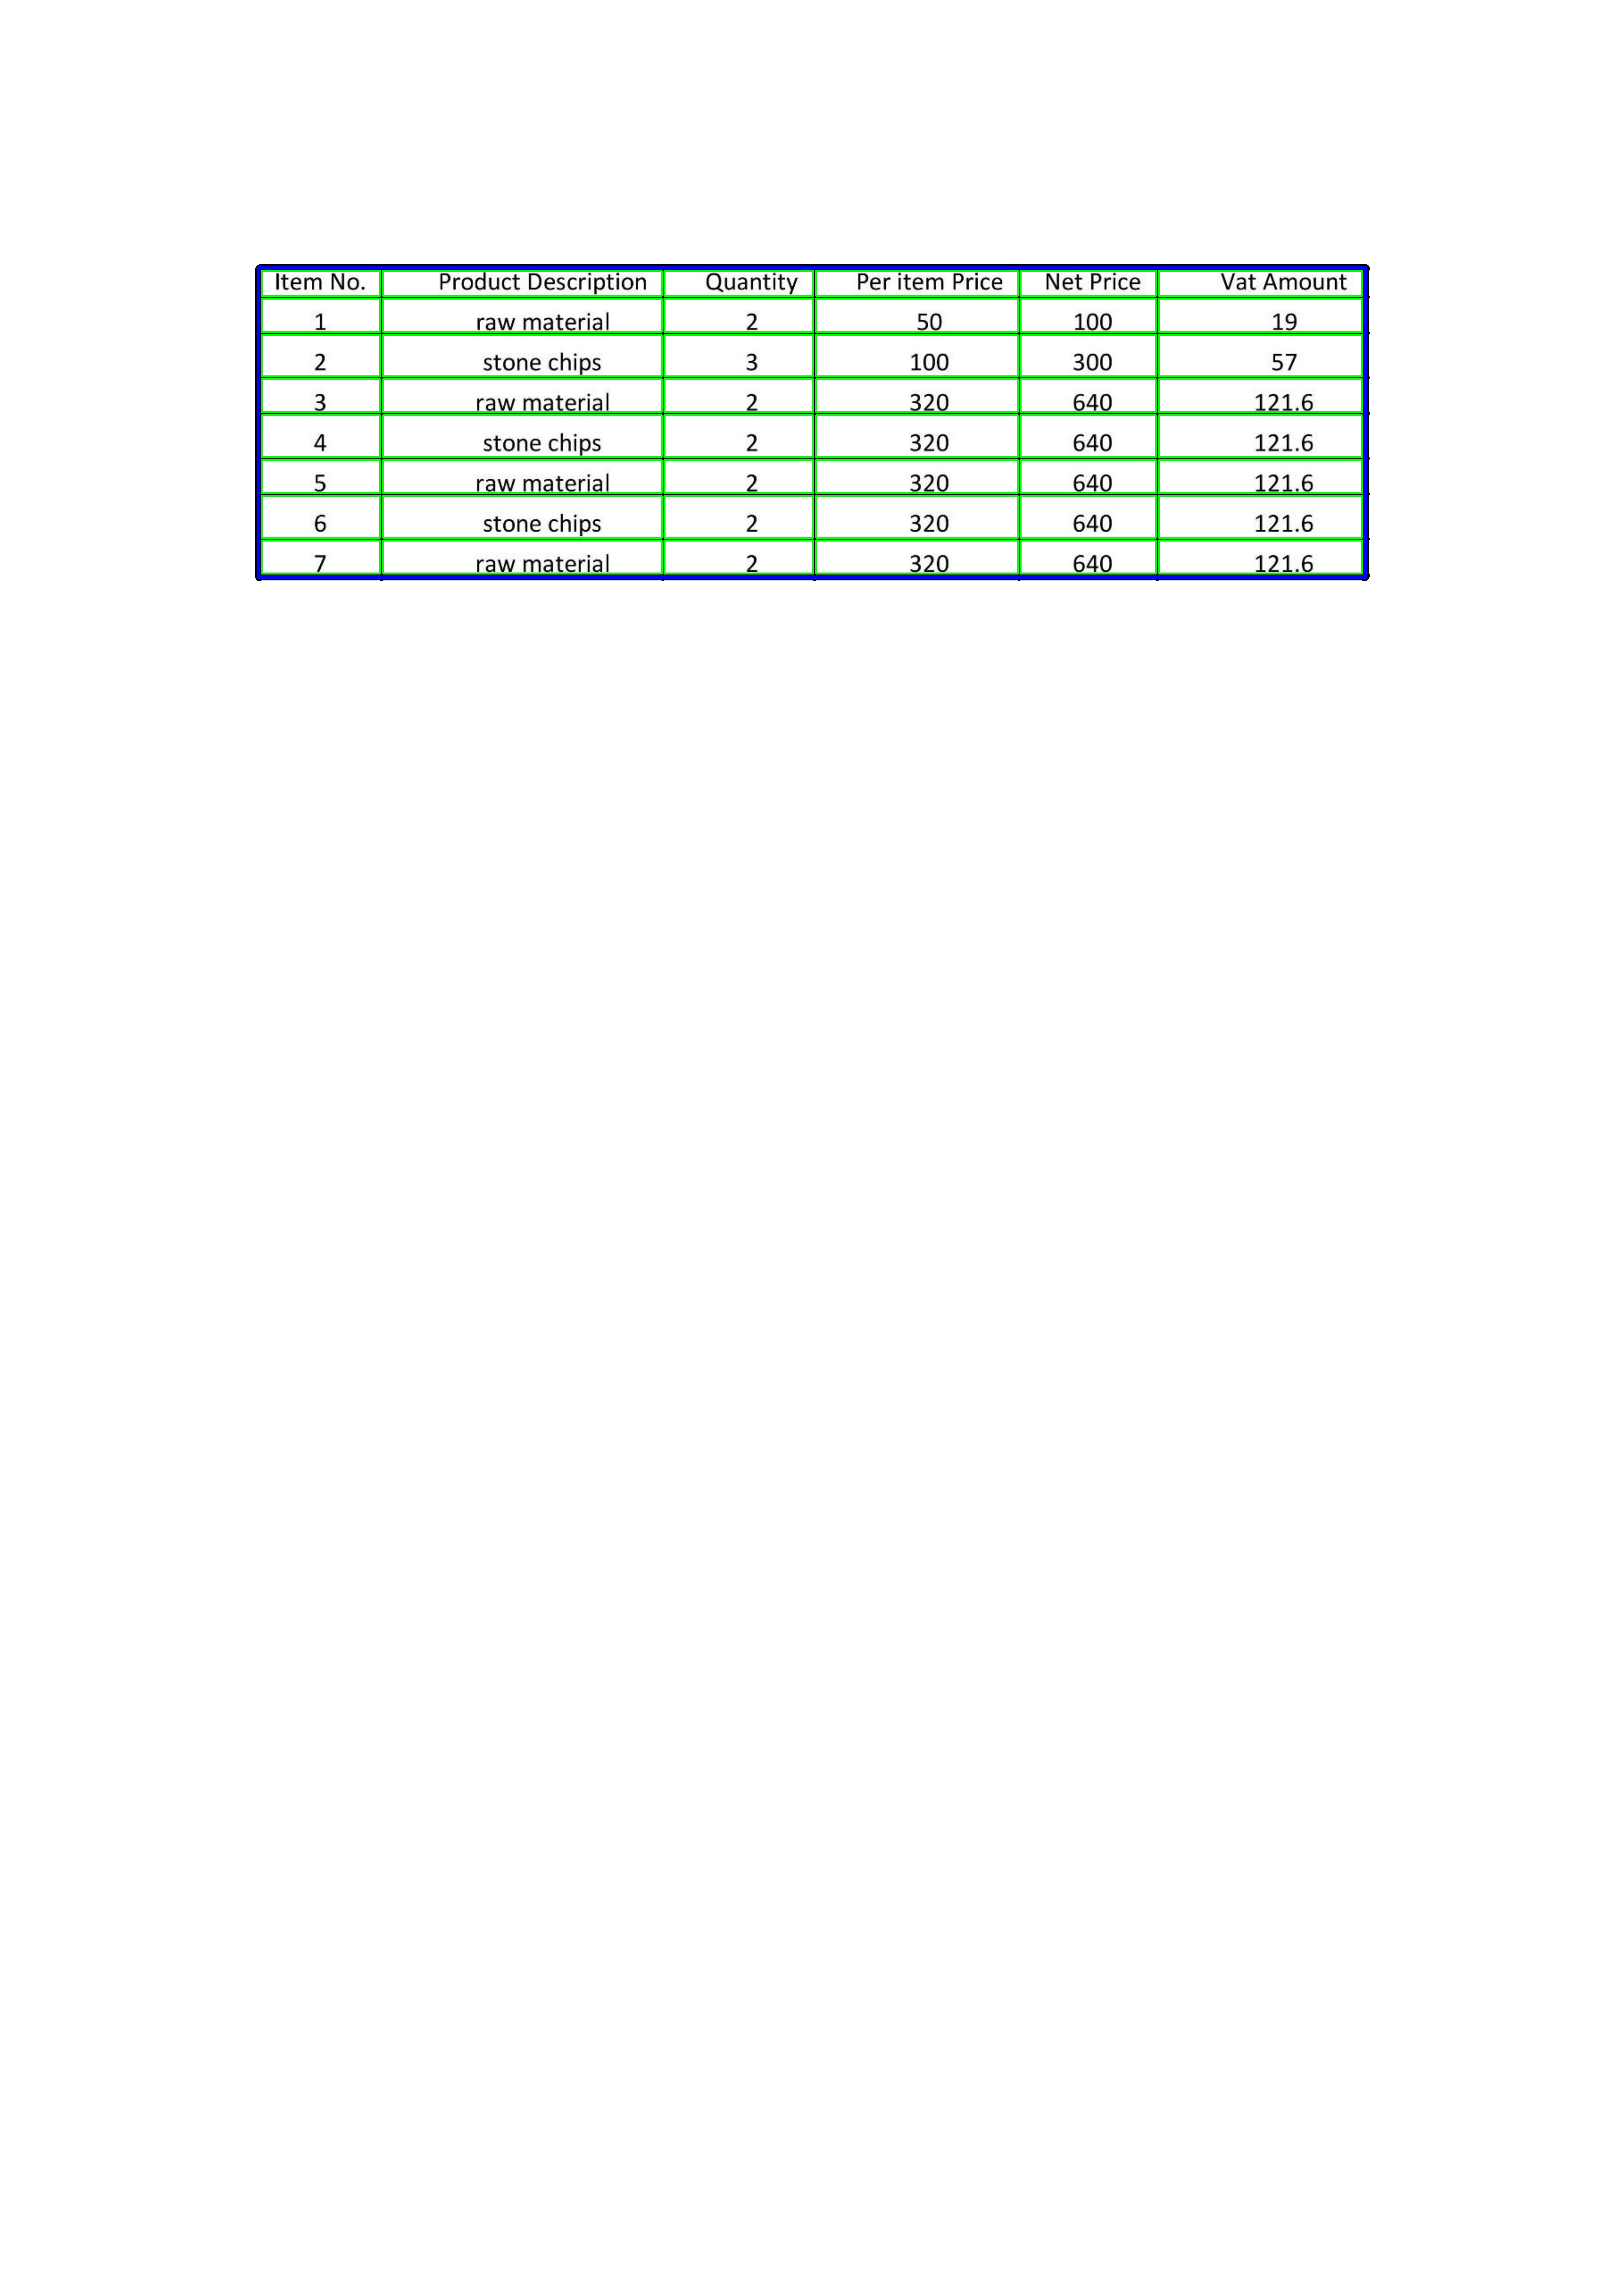 Item No. Product Description Quantity Per item Price Net Price Vat Amount
1 raw material 2 50 100 19
2 stone chips 3 100 300 57
3 raw material 2 320 640 121.6
4 stone chips 2 320 640 121.6
5 raw material 2 320 640 121.6
6 stone chips 2 320 640 121.6
7 raw material 2 320 640 121.6